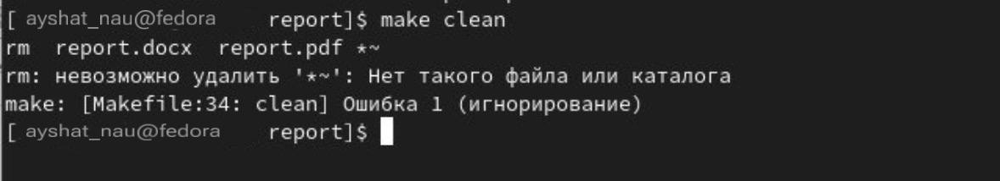 [ ayshat_nau@fedora report]$ make clean
rm  report.docx  report.pdf *~
rm: невозможно удалить '*~': Нет такого файла или каталога
make: [Makefile:34: clean] Ошибка 1 (игнорирование)
[ ayshat_nau@fedora report]$